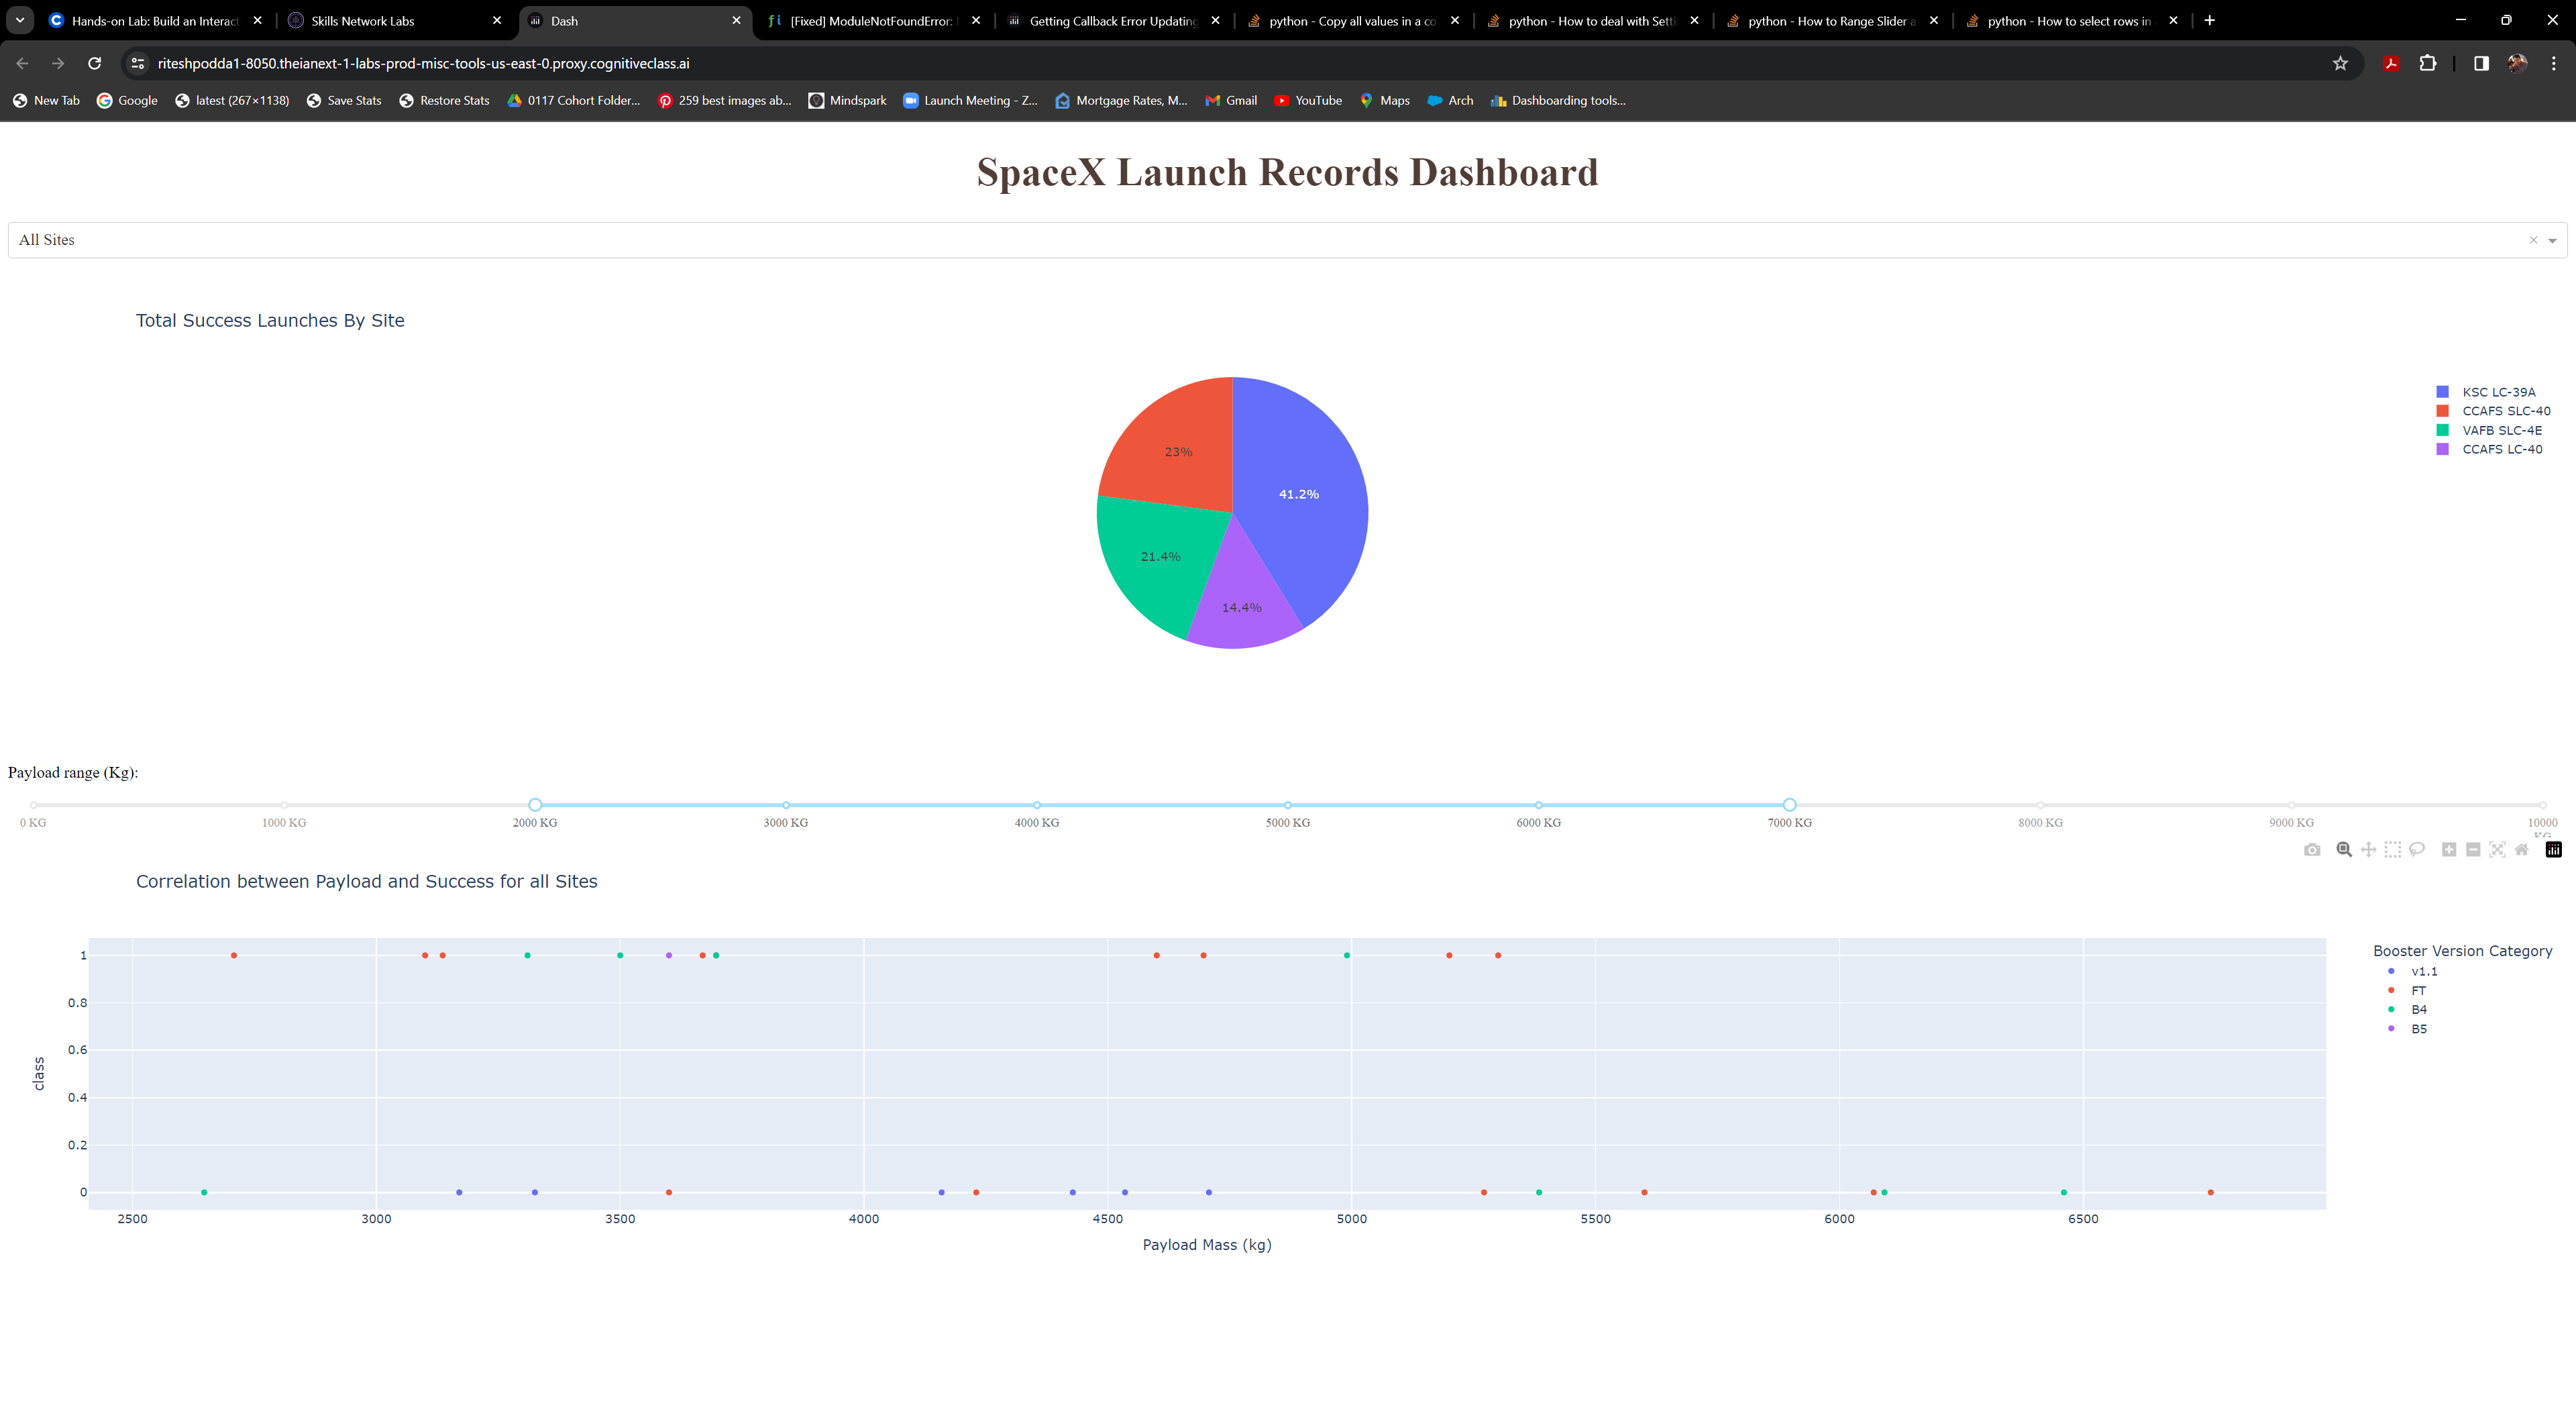 Hands-on Lab: Build an Interact
Skills Network Labs
Dash
[Fixed] ModuleNotFoundError:
Getting Callback Error Updating
python - Copy all values in a co
python - How to deal with Setti
python - How to Range Slider a
python - How to select rows in
riteshpodda1-8050.theianext-1-labs-prod-misc-tools-us-east-0.proxy.cognitiveclass.ai
New Tab
Google
latest (267×1138)
Save Stats
Restore Stats
0117 Cohort Folder...
259 best images ab...
Mindspark
Launch Meeting - Z...
Mortgage Rates, M...
Gmail
YouTube
Maps
Arch
Dashboarding tools...
SpaceX Launch Records Dashboard
All Sites
Total Success Launches By Site
KSC LC-39A
CCAFS SLC-40
VAFB SLC-4E
CCAFS LC-40
23%
41.2%
21.4%
14.4%
Payload range (Kg):
0 KG
1000 KG
2000 KG
3000 KG
4000 KG
5000 KG
6000 KG
7000 KG
8000 KG
9000 KG
10000
KG
Correlation between Payload and Success for all Sites
1
0.8
0.6
0.4
0.2
0
class
2500
3000
3500
4000
4500
5000
5500
6000
6500
Payload Mass (kg)
Booster Version Category
v1.1
FT
B4
B5